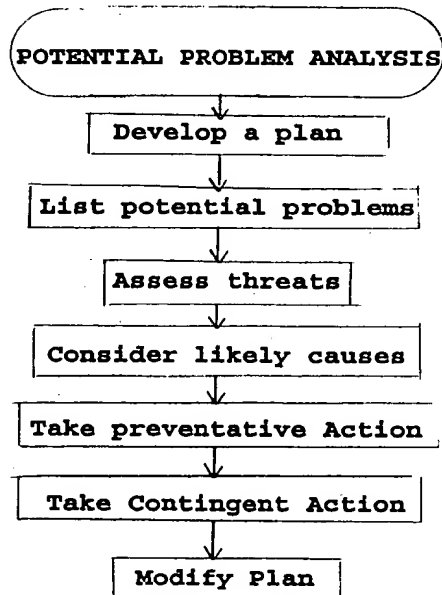 POTENTIAL PROBLEM ANALYSIS
Develop a plan
List potential problems
Assess threats
Consider likely causes
Take preventative Action
Take Contingent Action
Modify Plan